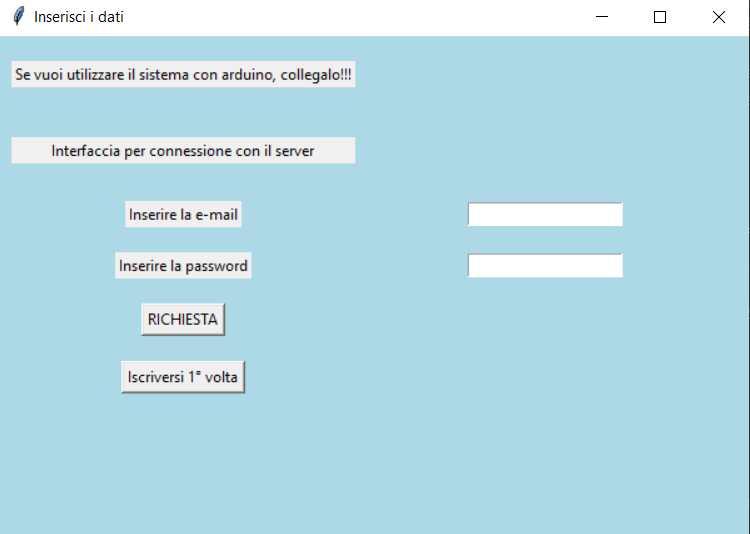 Inserisci i dati
Se vuoi utilizzare il sistema con arduino, collegalo!!!
Interfaccia per connessione con il server
Inserire la e-mail
Inserire la password
RICHIESTA
Iscriversi 1° volta